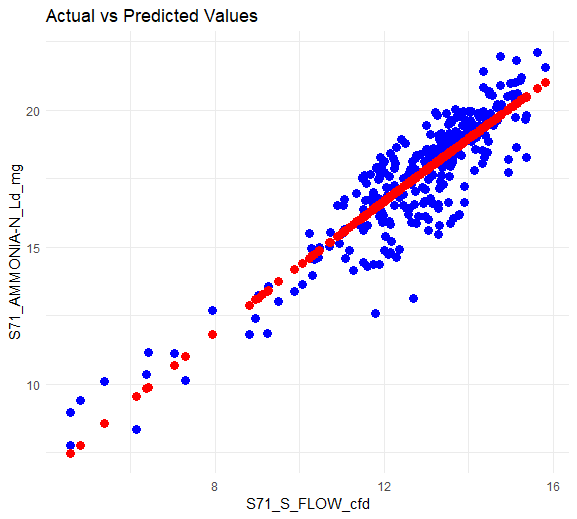 Actual vs Predicted Values
S71_AMMONIA-N_Ld_mg
20
15
10
8
12
16
S71_S_FLOW_cfd